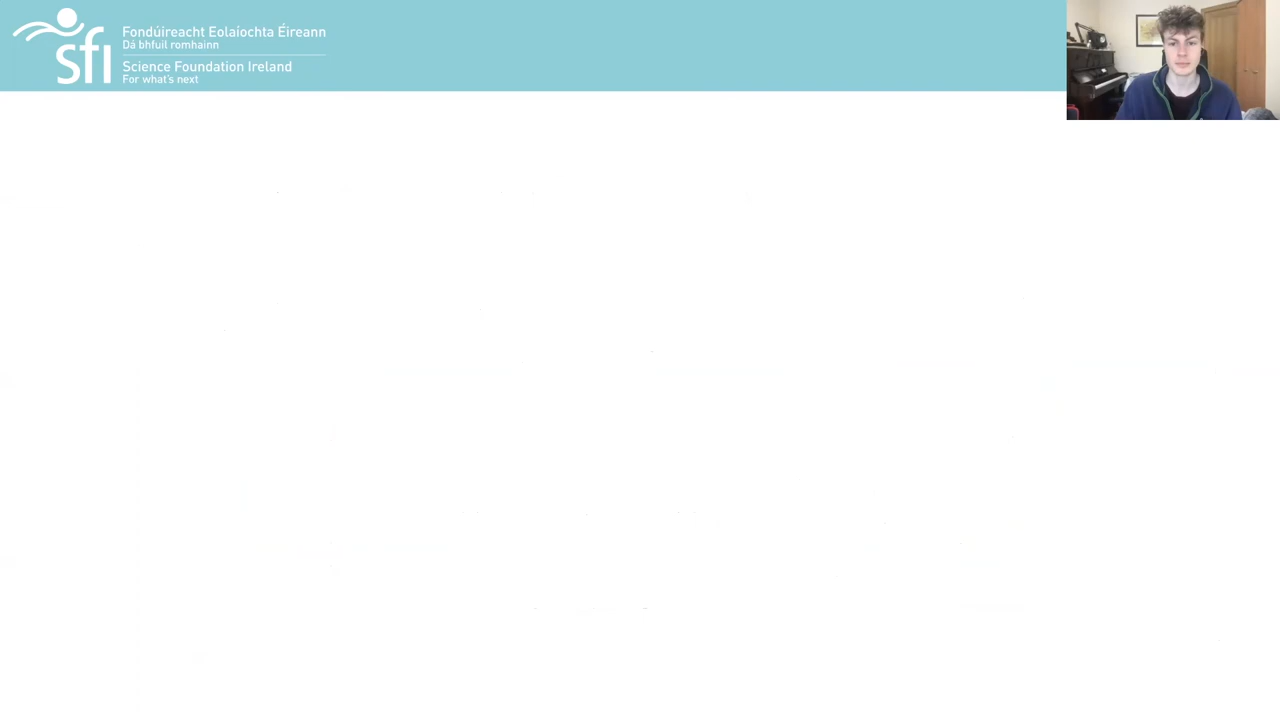 Fondúireacht Eolaíochta Éireann
Dá bhfuil romhainn
sfi
Science Foundation Ireland
For what's next